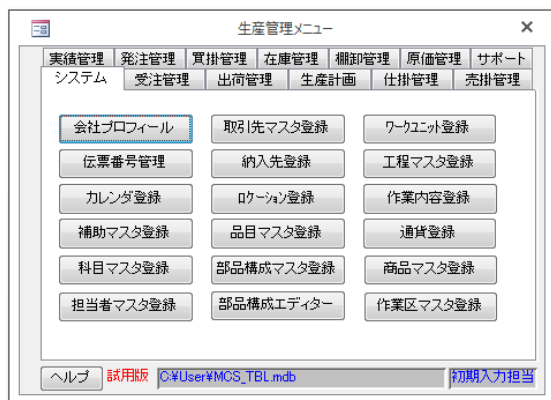 生産管理メニュー
実績管理 発注管理 買掛管理 在庫管理 棚卸管理 原価管理 サポート
システム 受注管理 出荷管理 生産計画 仕掛管理 売掛管理
会社プロフィール 取引先マスタ登録 ワークユニット登録
伝票番号管理 納入先登録 工程マスタ登録
カレンダ登録 ロケーション登録 作業内容登録
補助マスタ登録 品目マスタ登録 通貨登録
科目マスタ登録 部品構成マスタ登録 商品マスタ登録
担当者マスタ登録 部品構成エディター 作業区マスタ登録
ヘルプ 試用版 C:¥User¥MCS_TBL.mdb 初期入力担当